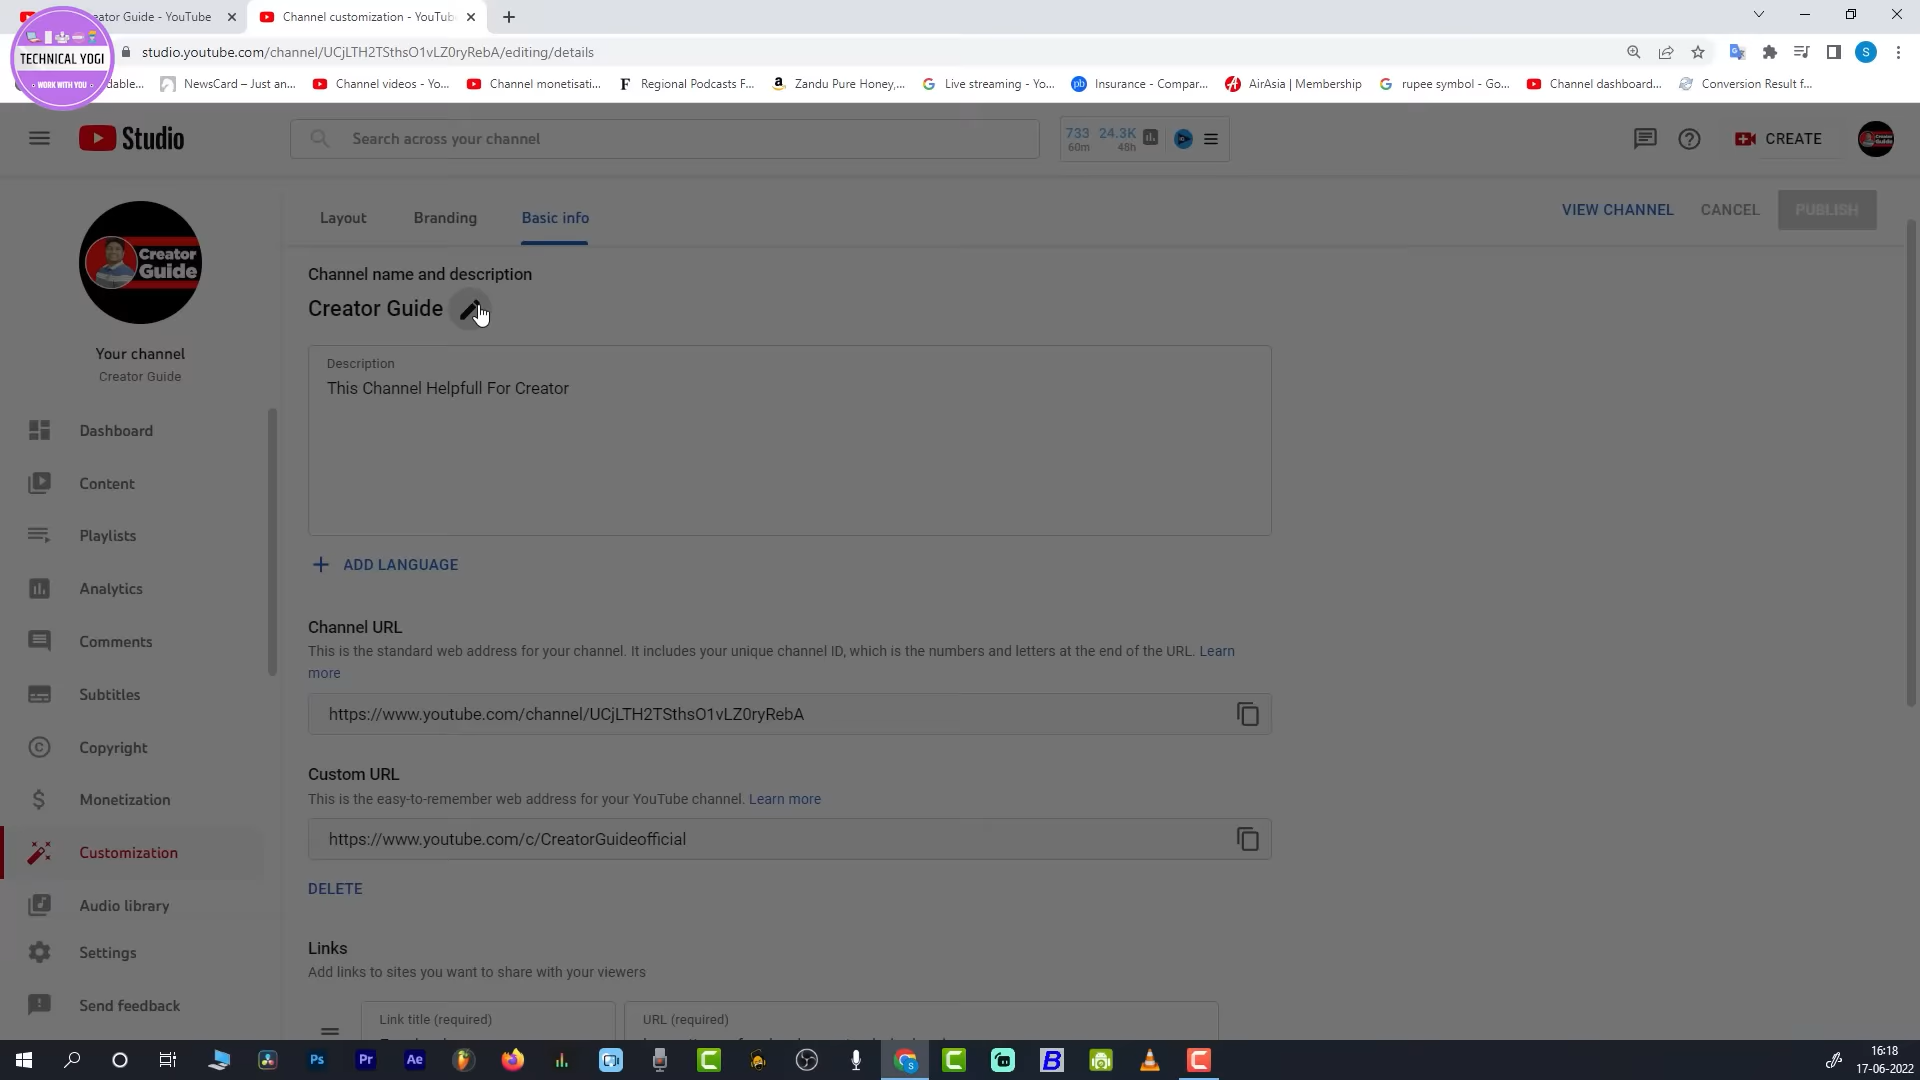 eator Guide - YouTube
Channel customization - YouTub
TECHNICAL YOGI
WORK WITH YOU
studio.youtube.com/channel/UCjLTH2TSthsO1vLZ0ryRebA/editing/details
S
dable...
NewsCard – Just an...
Channel videos - Yo...
Channel monetisati...
Regional Podcasts F...
Zandu Pure Honey,...
Live streaming - Yo...
Insurance - Compar...
AirAsia | Membership
rupee symbol - Go...
Channel dashboard...
Conversion Result f...
Studio
Search across your channel
733 24.3K
60m 48h
CREATE
Creator Guide
Your channel
Creator Guide
Dashboard
Content
Playlists
Analytics
Comments
Subtitles
Copyright
Monetization
Customization
Audio library
Settings
Send feedback
Layout
Branding
Basic info
VIEW CHANNEL
CANCEL
PUBLISH
Channel name and description
Creator Guide
Description
This Channel Helpfull For Creator
ADD LANGUAGE
Channel URL
This is the standard web address for your channel. It includes your unique channel ID, which is the numbers and letters at the end of the URL. Learn
more
https://www.youtube.com/channel/UCjLTH2TSthsO1vLZ0ryRebA
Custom URL
This is the easy-to-remember web address for your YouTube channel. Learn more
https://www.youtube.com/c/CreatorGuideofficial
DELETE
Links
Add links to sites you want to share with your viewers
Link title (required)
URL (required)
Ps
Pr
Ae
B
16:18
17-06-2022